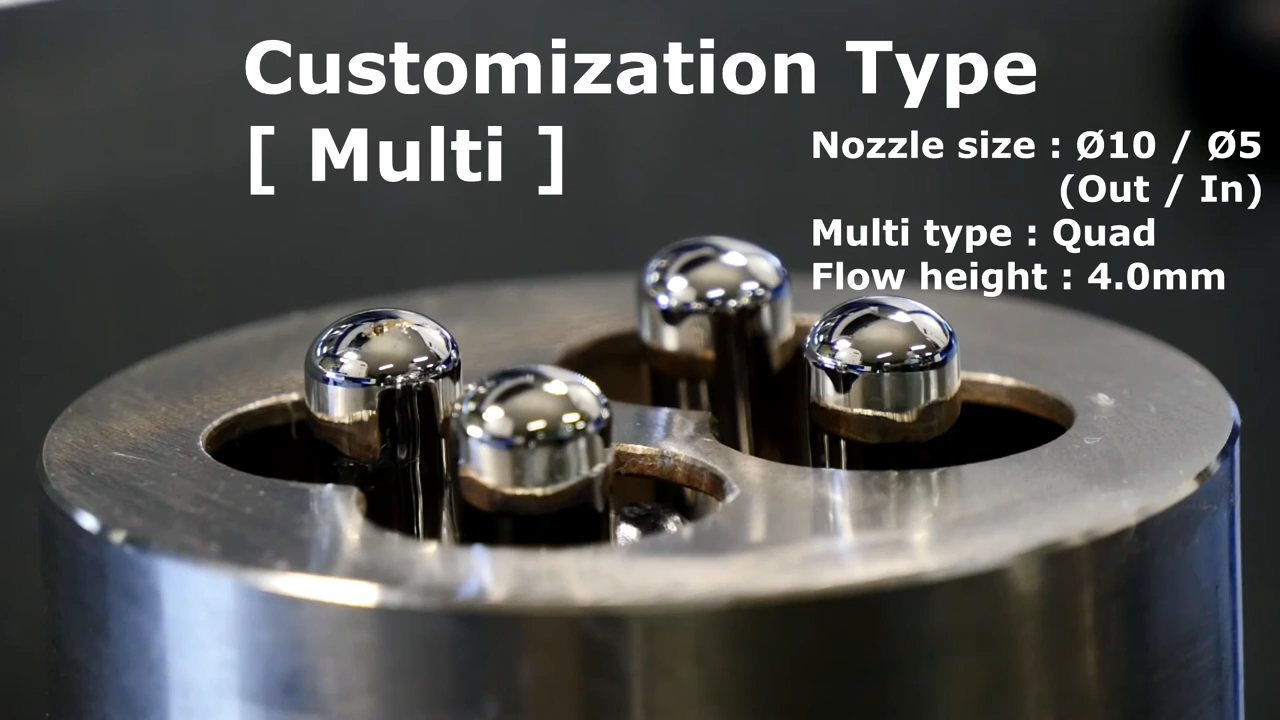 Customization Type
[ Multi ]
Nozzle size : Ø10 / Ø5
(Out / In)
Multi type : Quad
Flow height : 4.0mm